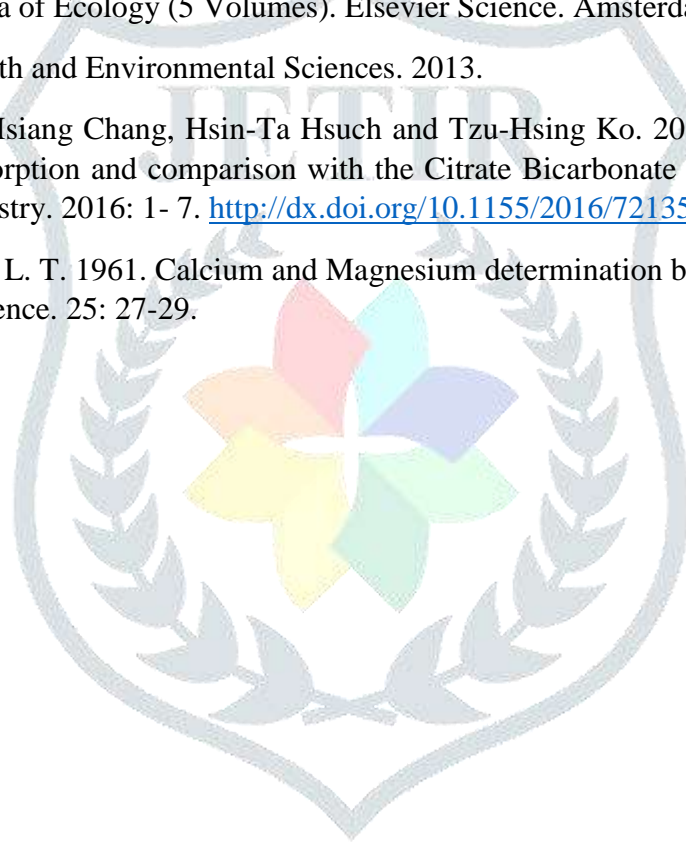 a of Ecology (5 Volumes). Elsevier Science. Amsterda
th and Environmental Sciences. 2013.
JETIR
Hsiang Chang, Hsin-Ta Hsuch and Tzu-Hsing Ko. 20
orption and comparison with the Citrate Bicarbonate
stry. 2016: 1- 7. http://dx.doi.org/10.1155/2016/72135
L. T. 1961. Calcium and Magnesium determination b
ence. 25: 27-29.